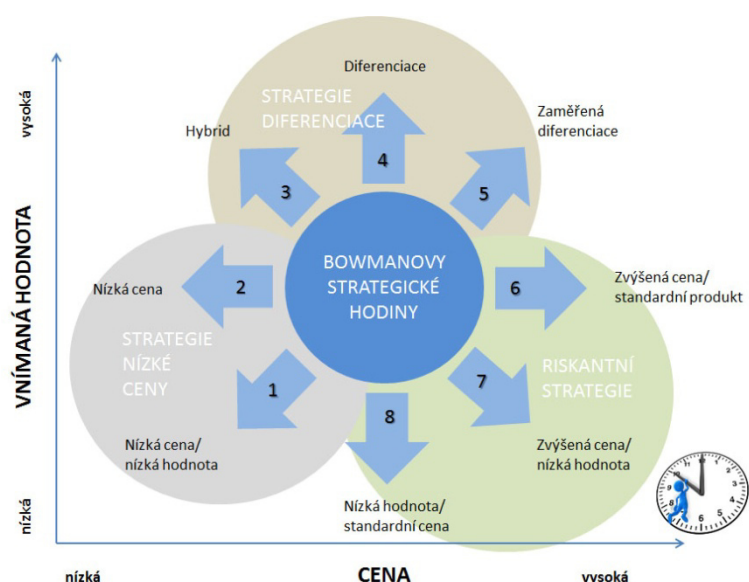 Diferenciace
vysoká
STRATEGIE
DIFERENCIACE
Zaměřená
diferenciace
Hybrid
4
3
5
BOWMANOVY
STRATEGICKÉ
HODINY
VNÍMANÁ HODNOTA
Nízká cena
2
6
Zvýšená cena/
standardní produkt
STRATEGIE
NÍZKÉ
CENY
1
7
RISKANTNÍ
STRATEGIE
8
Nízká cena/
nízká hodnota
Zvýšená cena/
nízká hodnota
Nízká hodnota/
standardní cena
nízká
nízká
CENA
vysoká